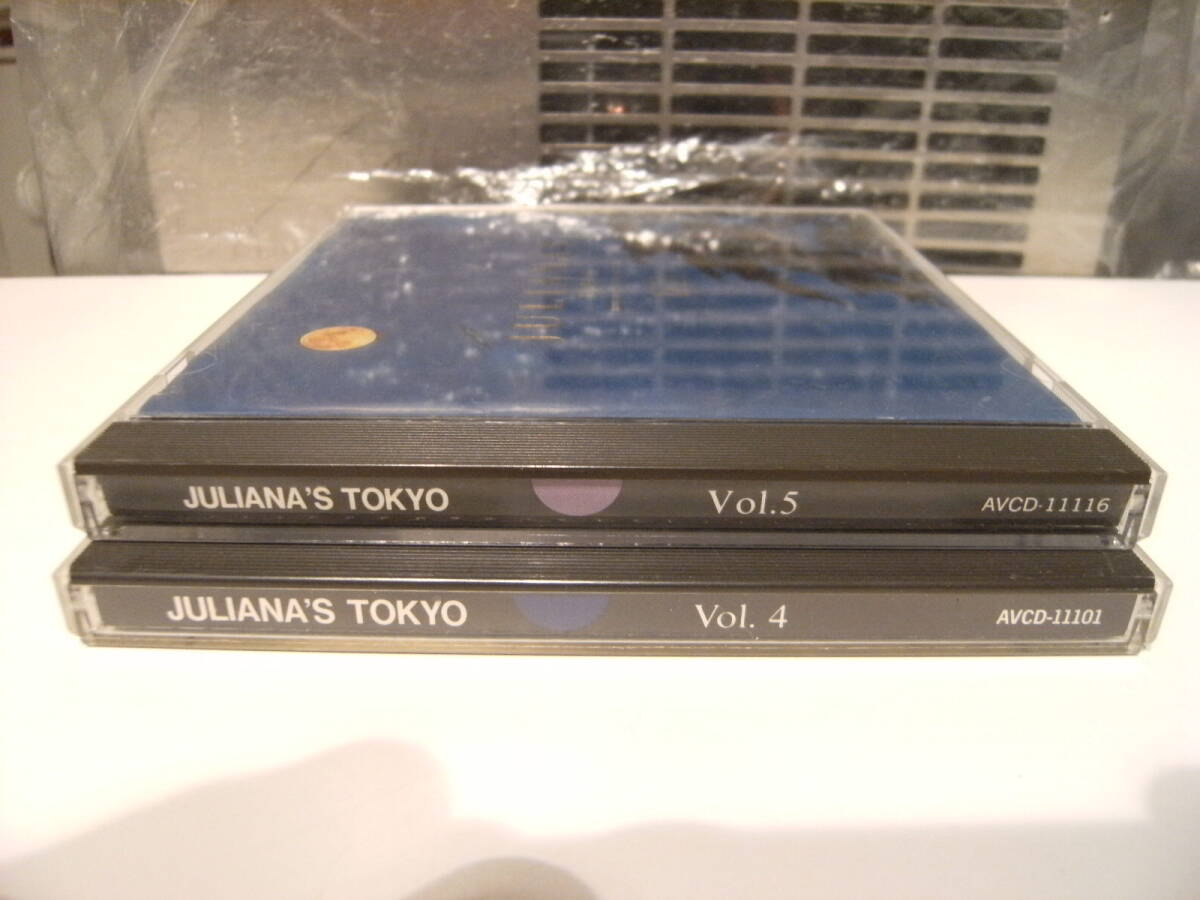 JULIANA'S TOKYO Vol.5 AVCD-11116
JULIANA'S TOKYO Vol. 4 AVCD-11101